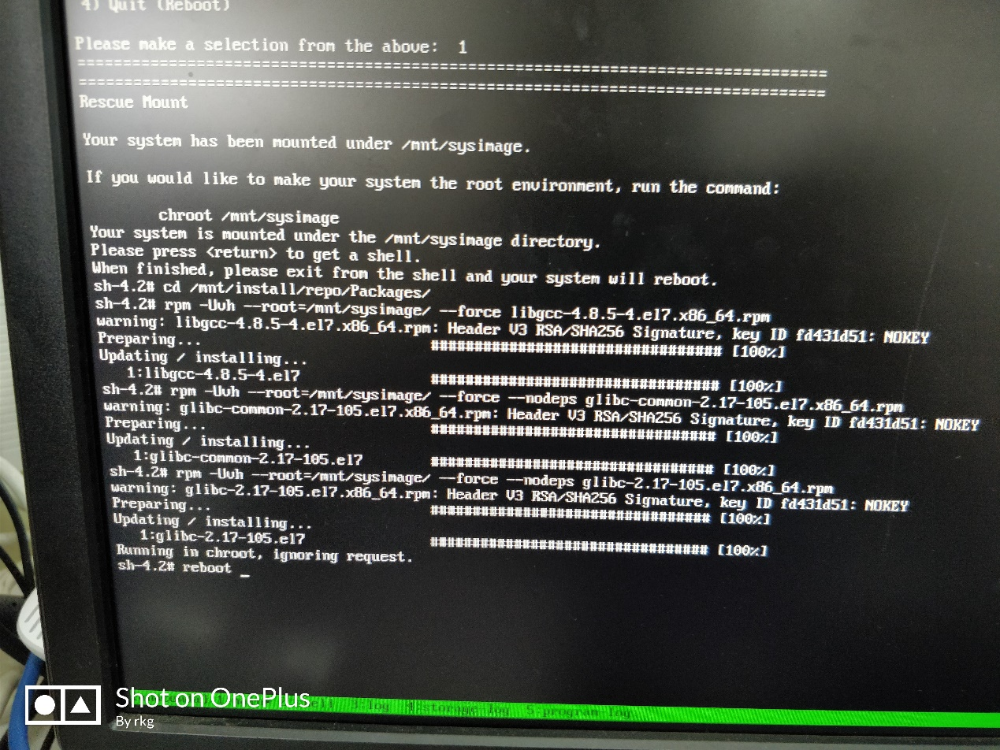 4) Quit (Reboot)
Please make a selection from the above:  1
================================================================================
================================================================================
Rescue Mount
Your system has been mounted under /mnt/sysimage.
If you would like to make your system the root environment, run the command:
chroot /mnt/sysimage
Your system is mounted under the /mnt/sysimage directory.
Please press <return> to get a shell.
When finished, please exit from the shell and your system will reboot.
sh-4.2# cd /mnt/install/repo/Packages/
sh-4.2# rpm -Uvh --root=/mnt/sysimage/ --force libgcc-4.8.5-4.el7.x86_64.rpm
warning: libgcc-4.8.5-4.el7.x86_64.rpm: Header V3 RSA/SHA256 Signature, key ID fd431d51: NOKEY
Preparing... ################################# [100%]
Updating / installing...
1:libgcc-4.8.5-4.el7 ################################# [100%]
sh-4.2# rpm -Uvh --root=/mnt/sysimage/ --force --nodeps glibc-common-2.17-105.el7.x86_64.rpm
warning: glibc-common-2.17-105.el7.x86_64.rpm: Header V3 RSA/SHA256 Signature, key ID fd431d51: NOKEY
Preparing... ################################# [100%]
Updating / installing...
1:glibc-common-2.17-105.el7 ################################# [100%]
sh-4.2# rpm -Uvh --root=/mnt/sysimage/ --force --nodeps glibc-2.17-105.el7.x86_64.rpm
warning: glibc-2.17-105.el7.x86_64.rpm: Header V3 RSA/SHA256 Signature, key ID fd431d51: NOKEY
Preparing... ################################# [100%]
Updating / installing...
1:glibc-2.17-105.el7 ################################# [100%]
Running in chroot, ignoring request.
sh-4.2# reboot _
3:log 4:storage-log 5:program-log
Shot on OnePlus
By rkg